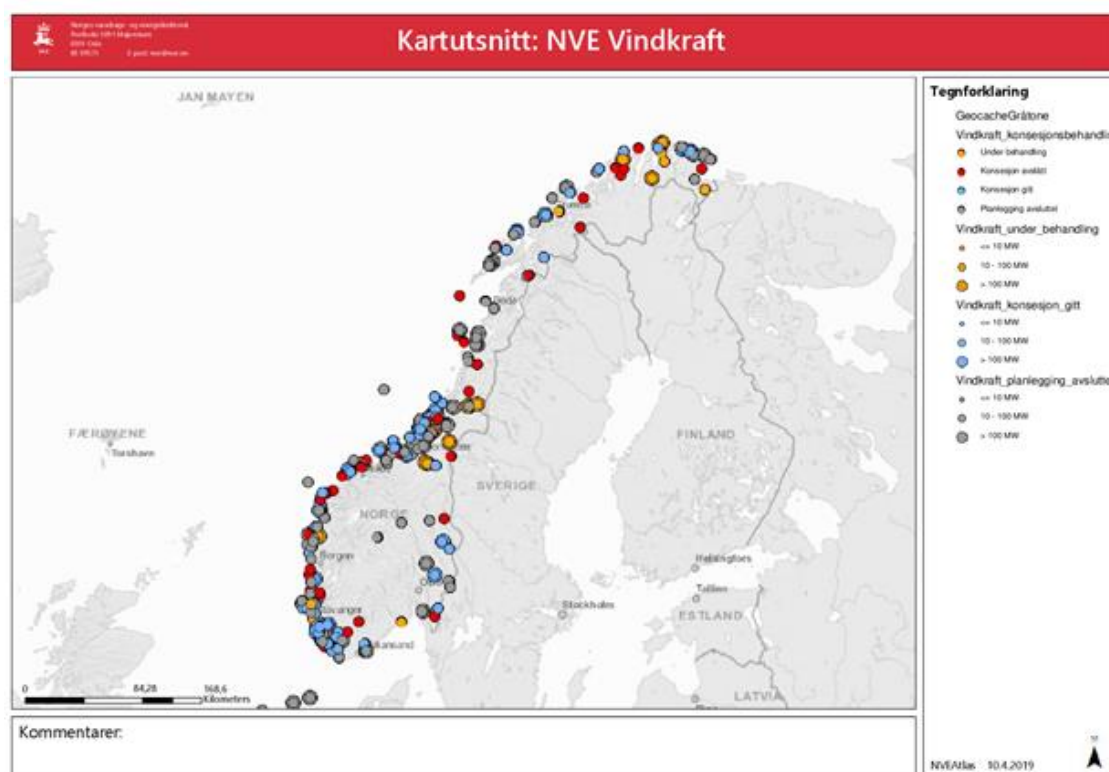 Kartutsnitt: NVE Vindkraft
JAN MAYEN
FÆRØYENE
Torshavn
Bodø
NORGE
SVERIGE
FINLAND
Bergen
Stavanger
Helsingfors
Tallinn
Stockholm
ESTLAND
LATVIA
0 84,28 168,6
Kilometers
Kommentarer:
Tegnforklaring
GeocacheGråtone
Vindkraft_konsesjonsbehandlin
Under behandling
Konsesjon avslått
Konsesjon gitt
Planlegging avsluttet
Vindkraft_under_behandling
<= 10 MW
10 - 100 MW
> 100 MW
Vindkraft_konsesjon_gitt
<= 10 MW
10 - 100 MW
> 100 MW
Vindkraft_planlegging_avslutte
<= 10 MW
10 - 100 MW
> 100 MW
NVEAtlas 10.4.2019